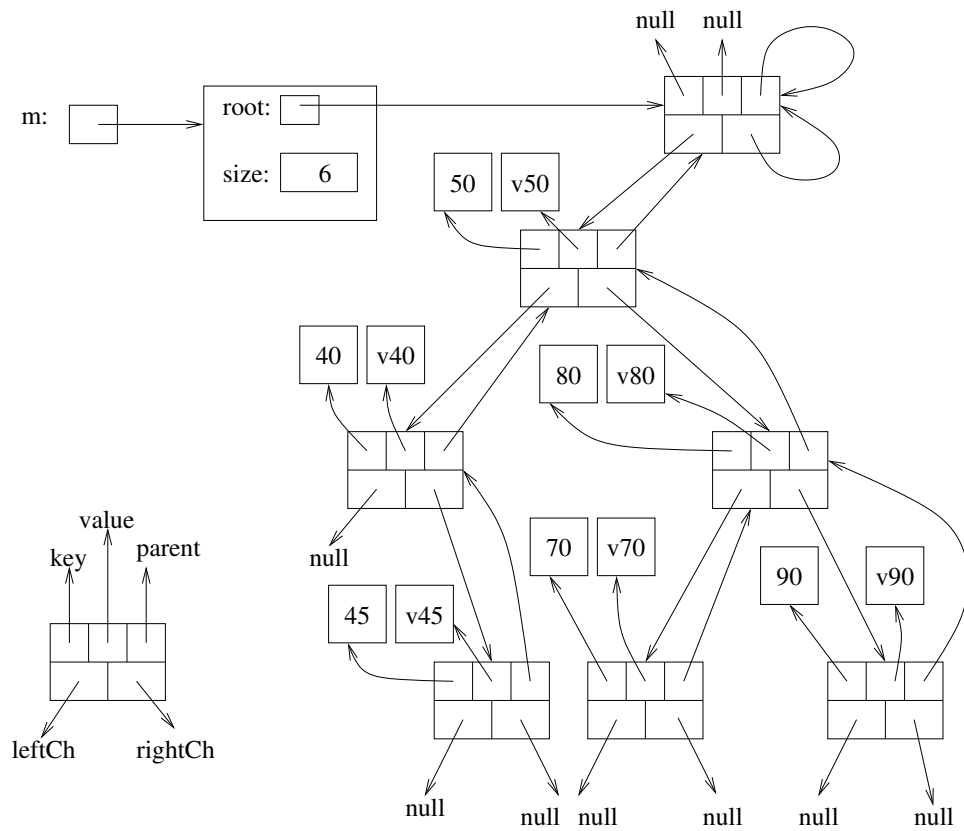 null null
m:
root:
size: 6
50 v50
40 v40
80 v80
value
key parent
null
70 v70
90 v90
45 v45
leftCh rightCh
null null null null null null